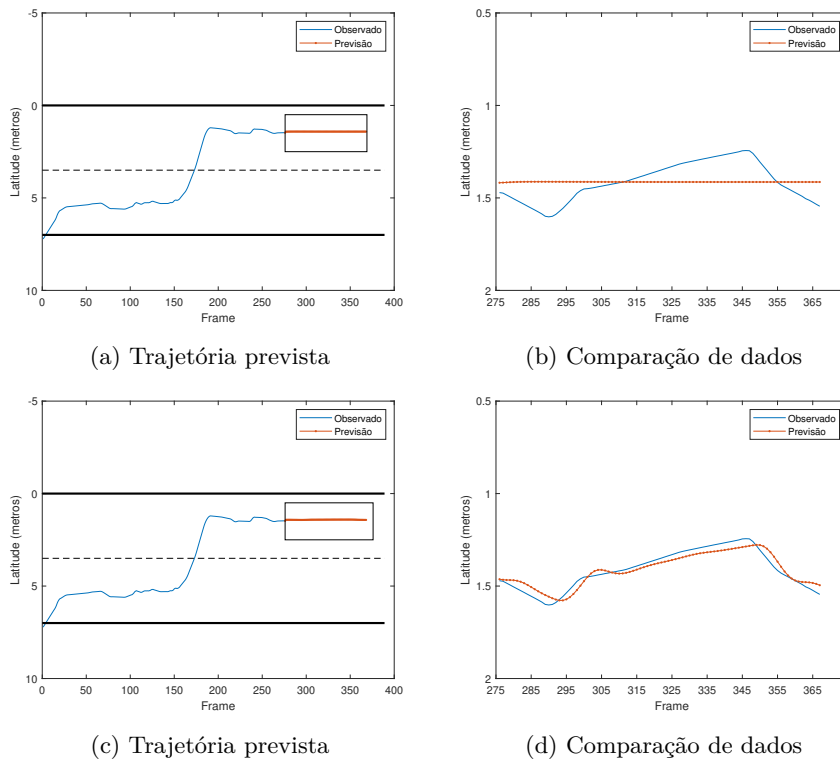 -5
0
5
10
0 50 100 150 200 250 300 350 400
Latitude (metros)
Frame
Observado
Previsão
(a) Trajetória prevista
0.5
1
1.5
2
275 285 295 305 315 325 335 345 355 365
Latitude (metros)
Frame
Observado
Previsão
(b) Comparação de dados
-5
0
5
10
0 50 100 150 200 250 300 350 400
Latitude (metros)
Frame
Observado
Previsão
(c) Trajetória prevista
0.5
1
1.5
2
275 285 295 305 315 325 335 345 355 365
Latitude (metros)
Frame
Observado
Previsão
(d) Comparação de dados